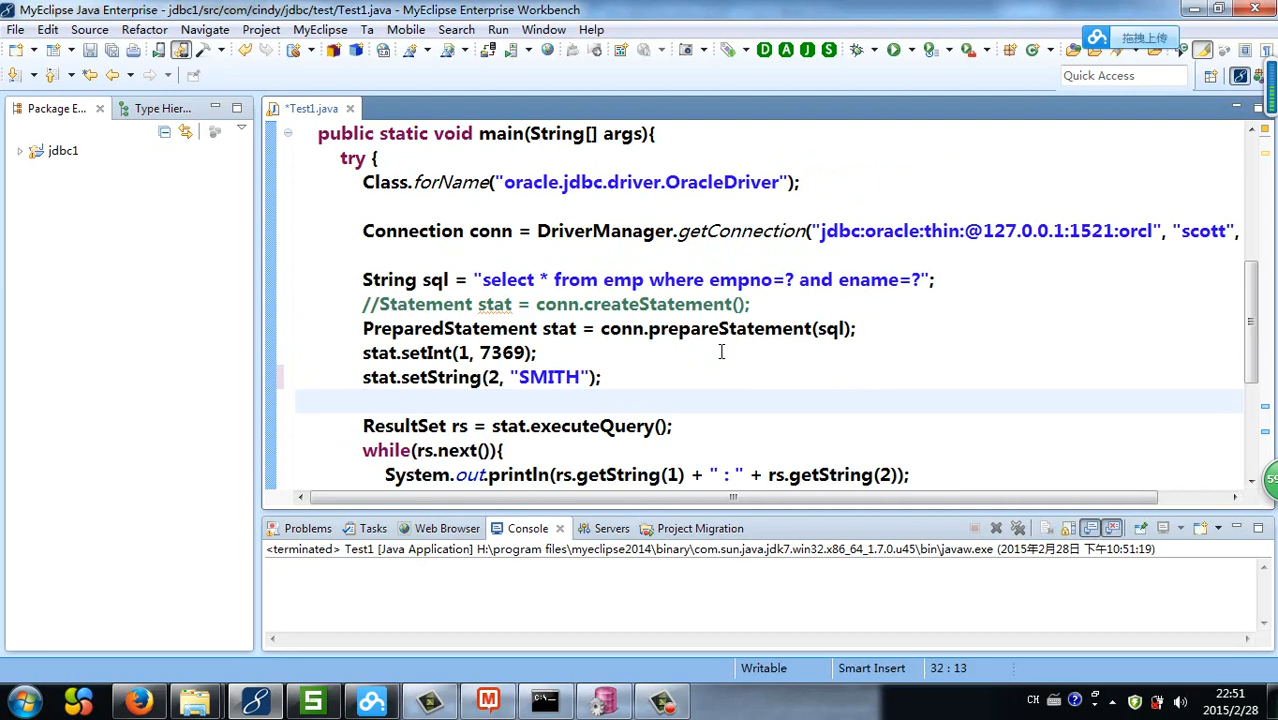 MyEclipse Java Enterprise - jdbc1/src/com/cindy/jdbc/test/Test1.java - MyEclipse Enterprise Workbench
File Edit Source Refactor Navigate Project MyEclipse Ta Mobile Search Run Window Help
拖拽上传
Quick Access
Package E... Type Hier...
*Test1.java
jdbc1
public static void main(String[] args){
try {
Class.forName("oracle.jdbc.driver.OracleDriver");
Connection conn = DriverManager.getConnection("jdbc:oracle:thin:@127.0.0.1:1521:orcl", "scott",
String sql = "select * from emp where empno=? and ename=?";
//Statement stat = conn.createStatement();
PreparedStatement stat = conn.prepareStatement(sql);
stat.setInt(1, 7369);
stat.setString(2, "SMITH");
ResultSet rs = stat.executeQuery();
while(rs.next()){
System.out.println(rs.getString(1) + " : " + rs.getString(2));
Problems Tasks Web Browser Console Servers Project Migration
<terminated> Test1 [Java Application] H:\program files\myeclipse2014\binary\com.sun.java.jdk7.win32.x86_64_1.7.0.u45\bin\javaw.exe (2015年2月28日 下午10:51:19)
Writable Smart Insert 32 : 13
CH 22:51
2015/2/28